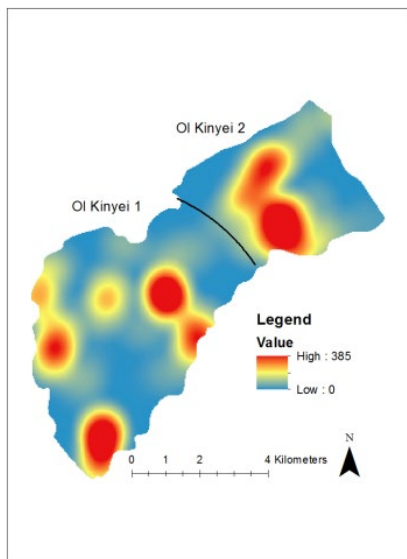 Ol Kinyei 2
Ol Kinyei 1
Legend
Value
High : 385
Low : 0
N
0 1 2 4 Kilometers